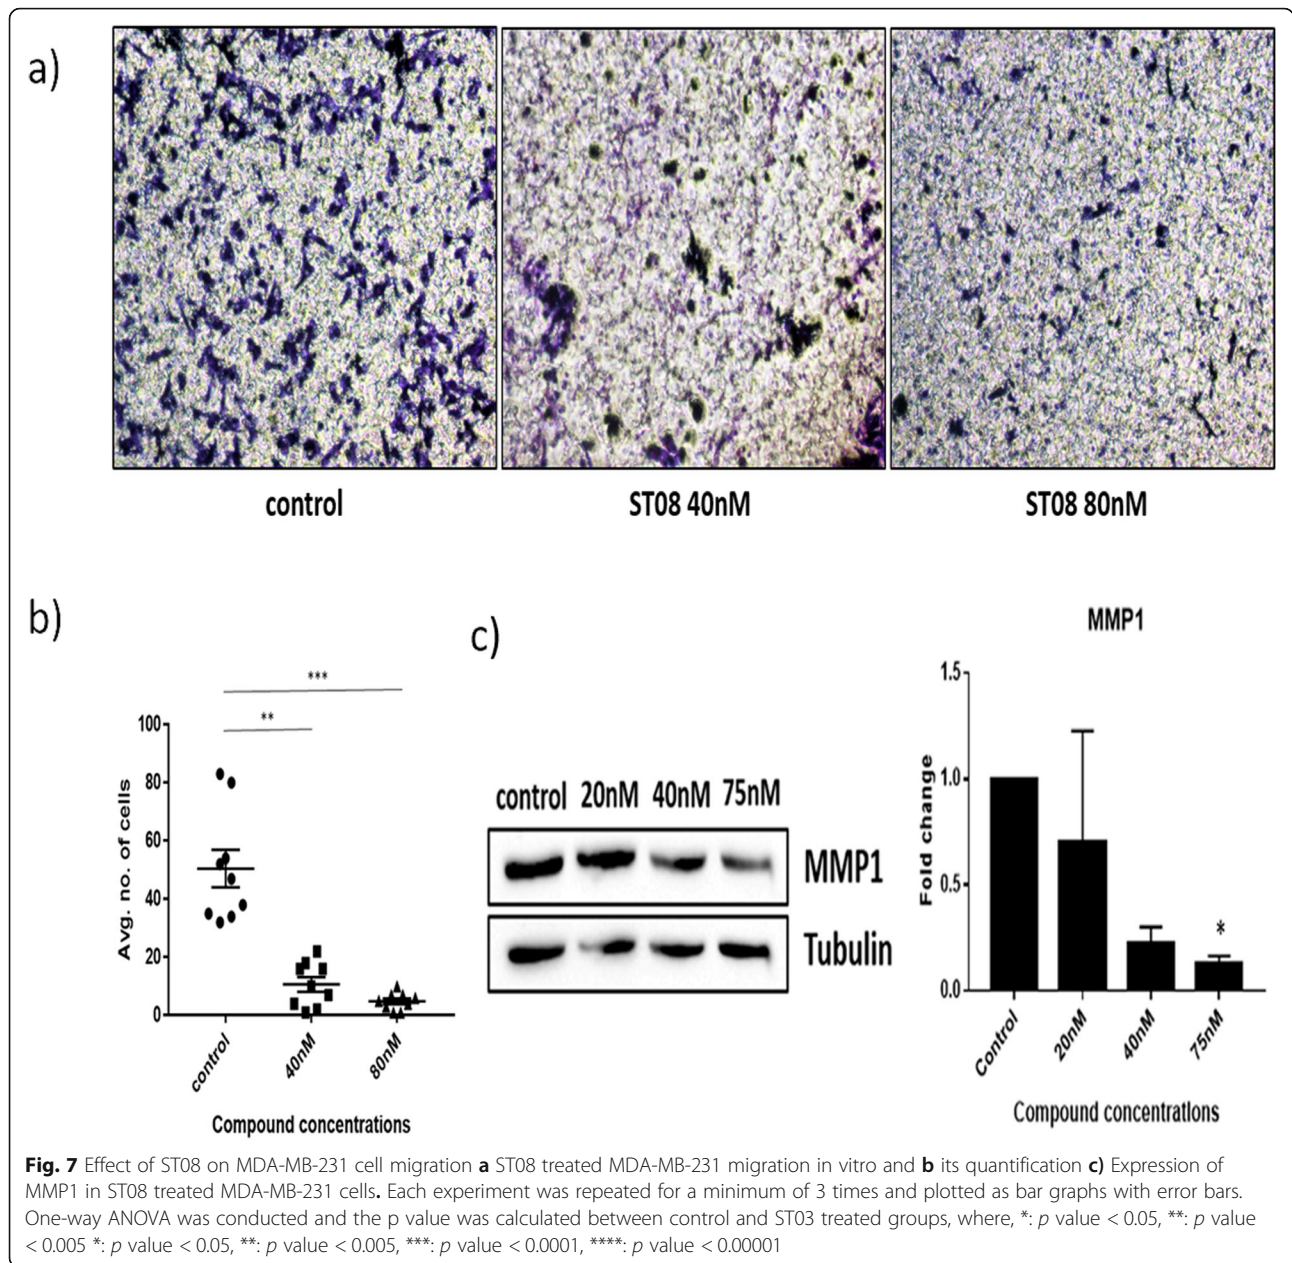 a)
control
ST08 40nM
ST08 80nM
b)
***
**
100
80
60
40
20
0
Avg. no. of cells
control
40nM
80nM
Compound concentrations
c)
control 20nM 40nM 75nM
MMP1
Tubulin
MMP1
1.5
1.0
0.5
0.0
Fold change
*
Control
20nM
40nM
75nM
Compound concentrations
Fig. 7 Effect of ST08 on MDA-MB-231 cell migration a ST08 treated MDA-MB-231 migration in vitro and b its quantification c) Expression of
MMP1 in ST08 treated MDA-MB-231 cells. Each experiment was repeated for a minimum of 3 times and plotted as bar graphs with error bars.
One-way ANOVA was conducted and the p value was calculated between control and ST03 treated groups, where, *: p value < 0.05, **: p value
< 0.005 *: p value < 0.05, **: p value < 0.005, ***: p value < 0.0001, ****: p value < 0.00001